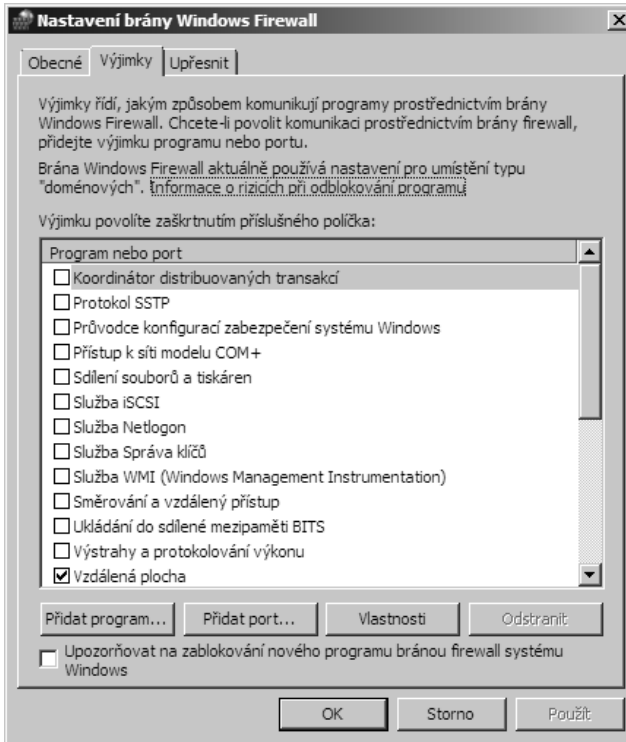 Nastavení brány Windows Firewall
Obecné
Výjimky
Upřesnit
Výjimky řídí, jakým způsobem komunikují programy prostřednictvím brány
Windows Firewall. Chcete-li povolit komunikaci prostřednictvím brány firewall,
přidejte výjimku programu nebo portu.
Brána Windows Firewall aktuálně používá nastavení pro umístění typu
"doménových". Informace o rizicích při odblokování programu
Výjimku povolíte zaškrtnutím příslušného políčka:
Program nebo port
Koordinátor distribuovaných transakcí
Protokol SSTP
Průvodce konfigurací zabezpečení systému Windows
Přístup k síti modelu COM+
Sdílení souborů a tiskáren
Služba iSCSI
Služba Netlogon
Služba Správa klíčů
Služba WMI (Windows Management Instrumentation)
Směrování a vzdálený přístup
Ukládání do sdílené mezipaměti BITS
Výstrahy a protokolování výkonu
Vzdálená plocha
Přidat program...
Přidat port...
Vlastnosti
Odstranit
Upozorňovat na zablokování nového programu bránou firewall systému
Windows
OK
Storno
Použít